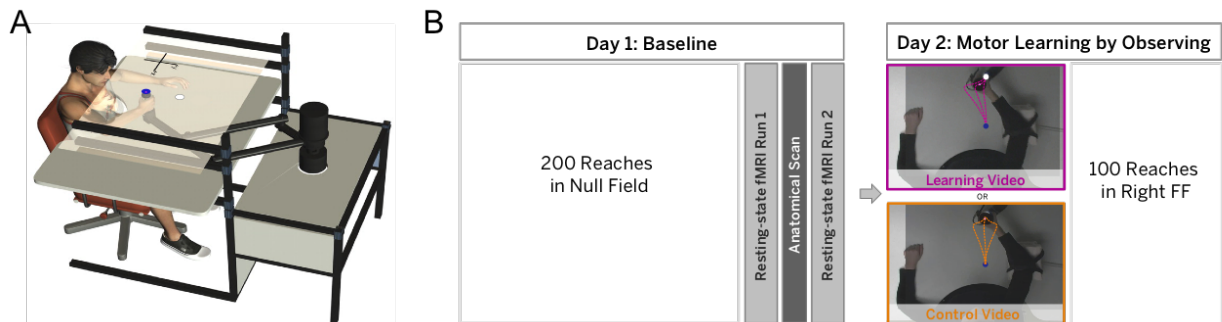 A
B
Day 1: Baseline
200 Reaches
in Null Field
Resting-state fMRI Run 1
Anatomical Scan
Resting-state fMRI Run 2
Day 2: Motor Learning by Observing
Learning Video
OR
Control Video
100 Reaches
in Right FF